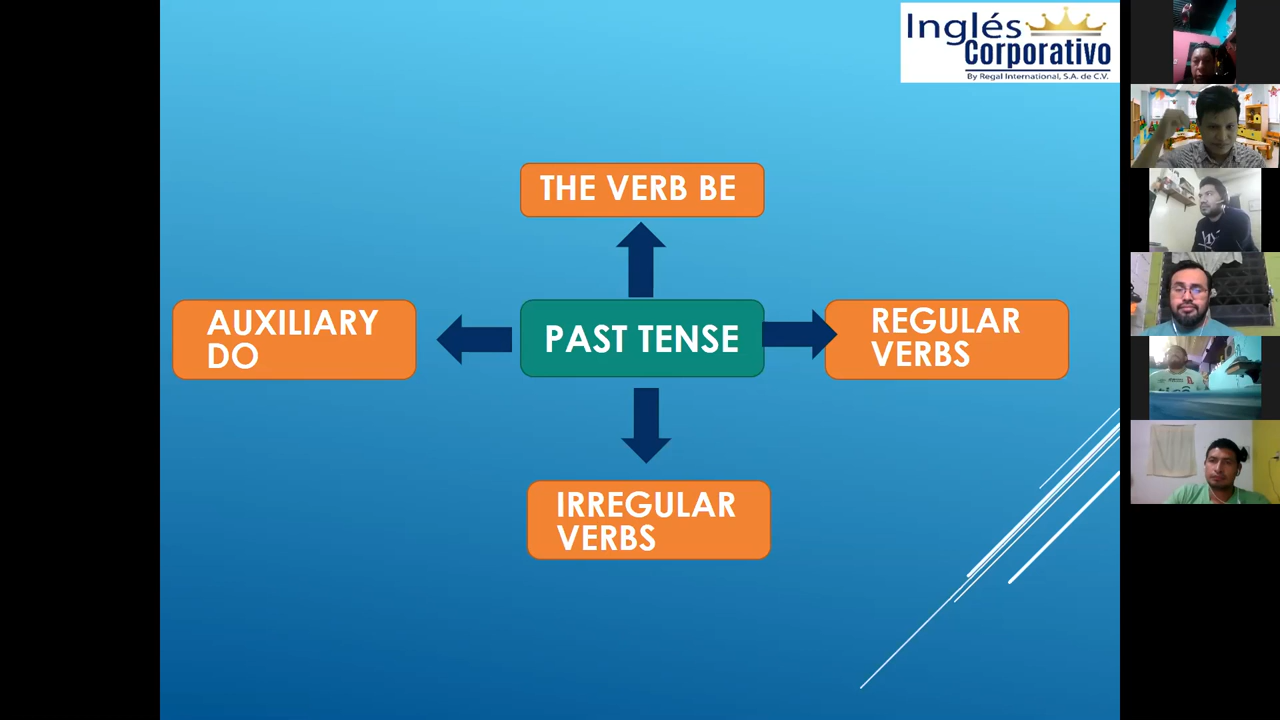 Inglés
Corporativo
By Regal International, S.A. de C.V.
THE VERB BE
AUXILIARY
DO
PAST TENSE
REGULAR
VERBS
IRREGULAR
VERBS